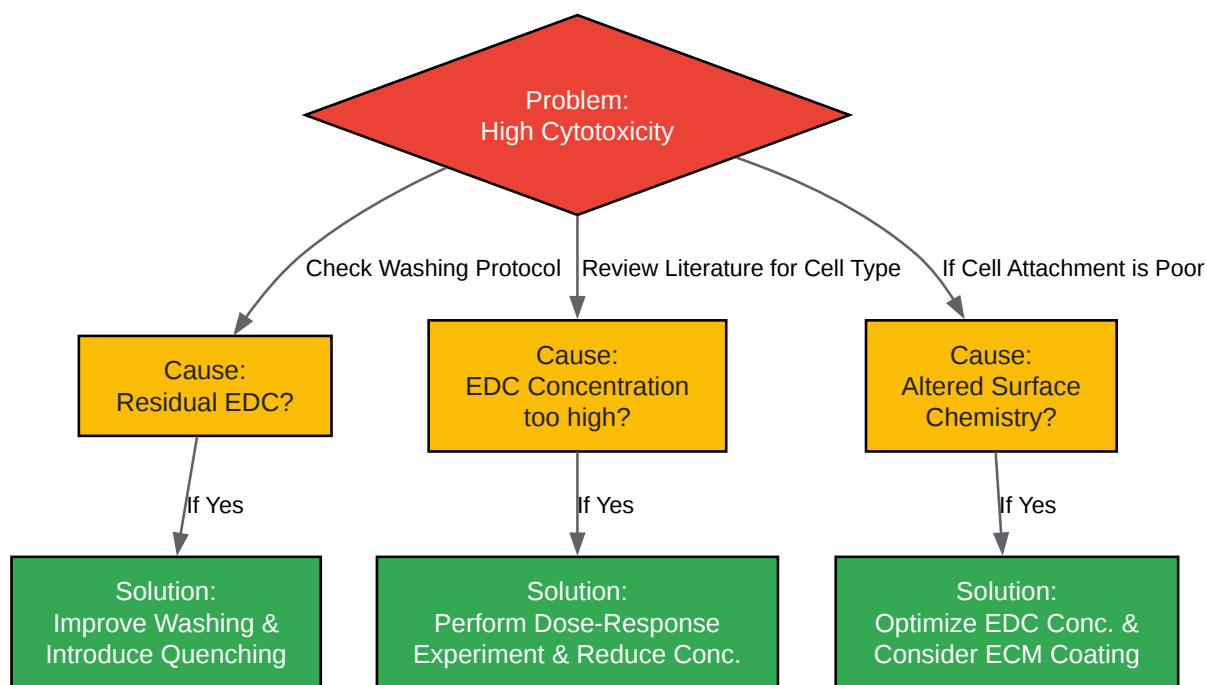 Problem:
High Cytotoxicity
Check Washing Protocol
Review Literature for Cell Type
If Cell Attachment is Poor
Cause:
Residual EDC?
Cause:
EDC Concentration
too high?
Cause:
Altered Surface
Chemistry?
If Yes
If Yes
If Yes
Solution:
Improve Washing &
Introduce Quenching
Solution:
Perform Dose-Response
Experiment & Reduce Conc.
Solution:
Optimize EDC Conc. &
Consider ECM Coating